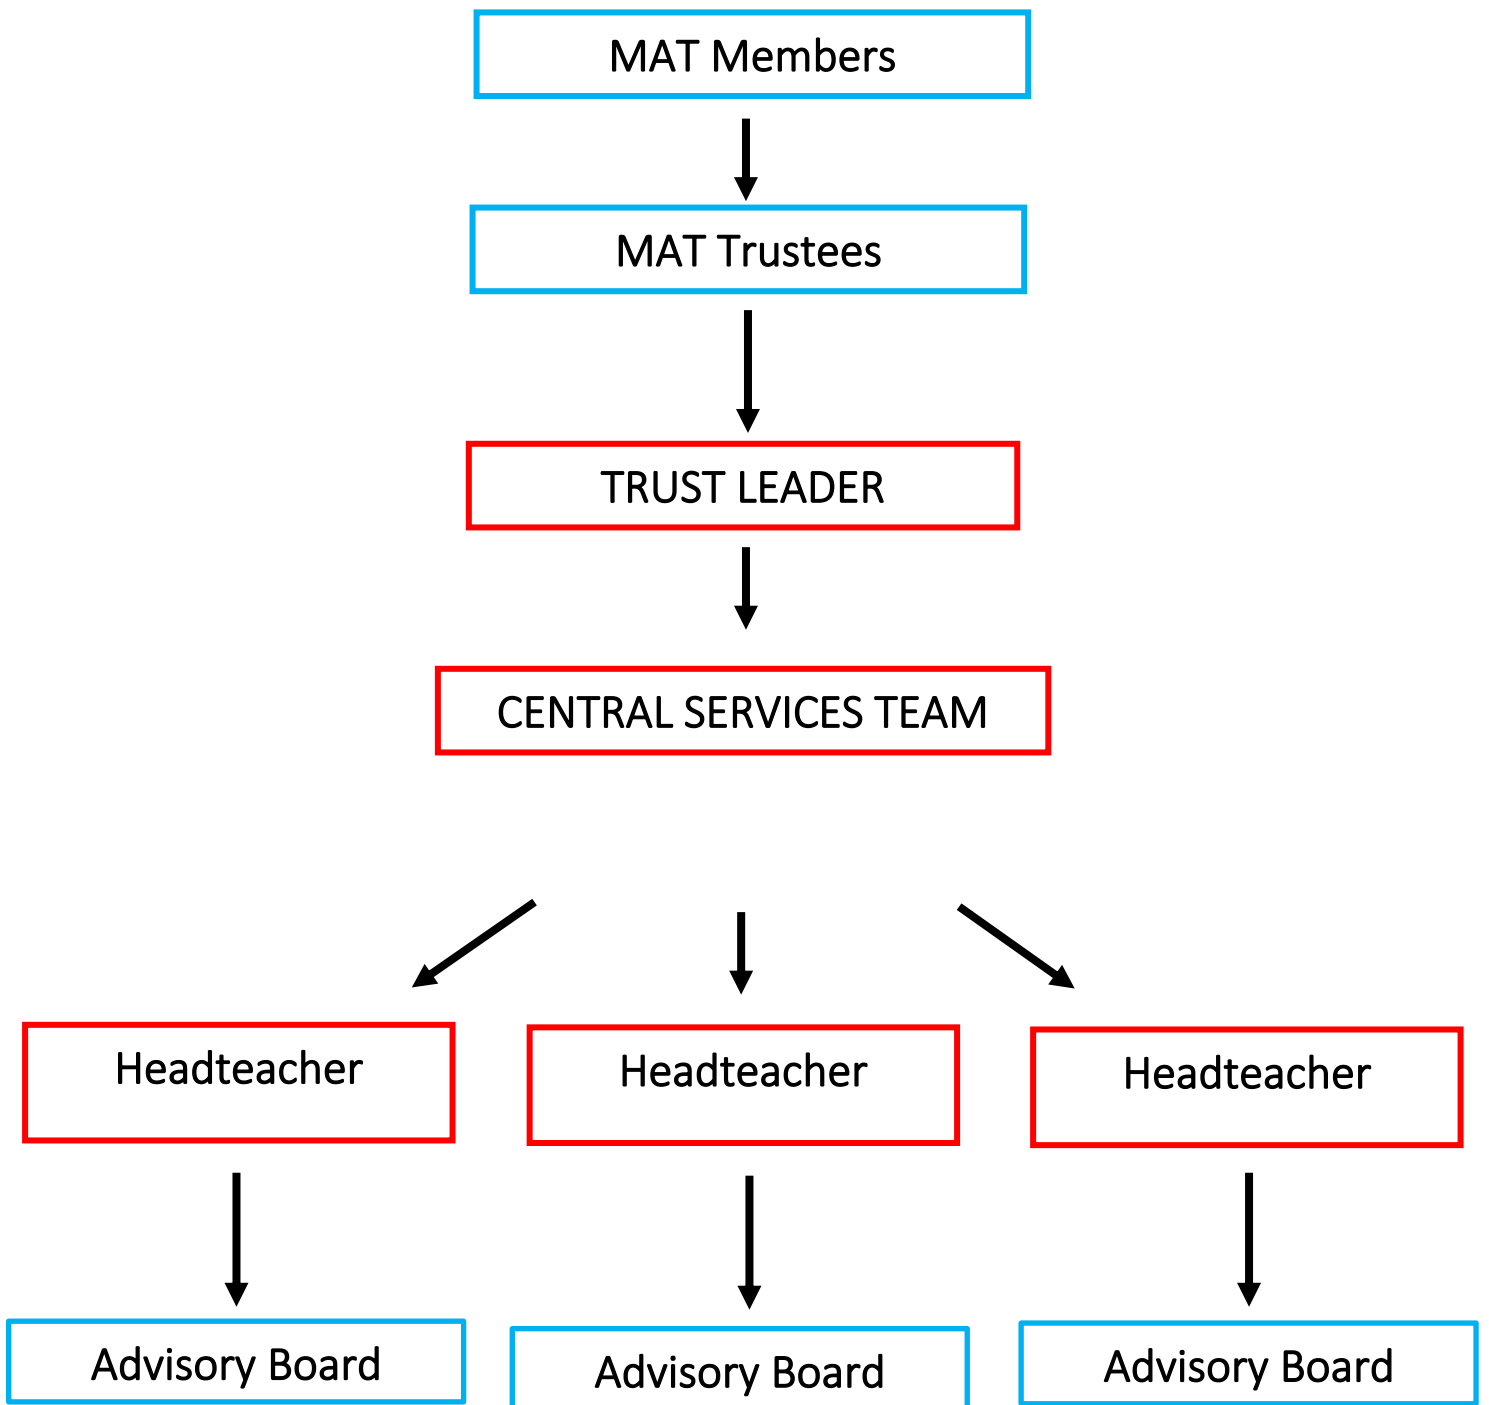 MAT Members
MAT Trustees
TRUST LEADER
CENTRAL SERVICES TEAM
Headteacher
Headteacher
Headteacher
Advisory Board
Advisory Board
Advisory Board